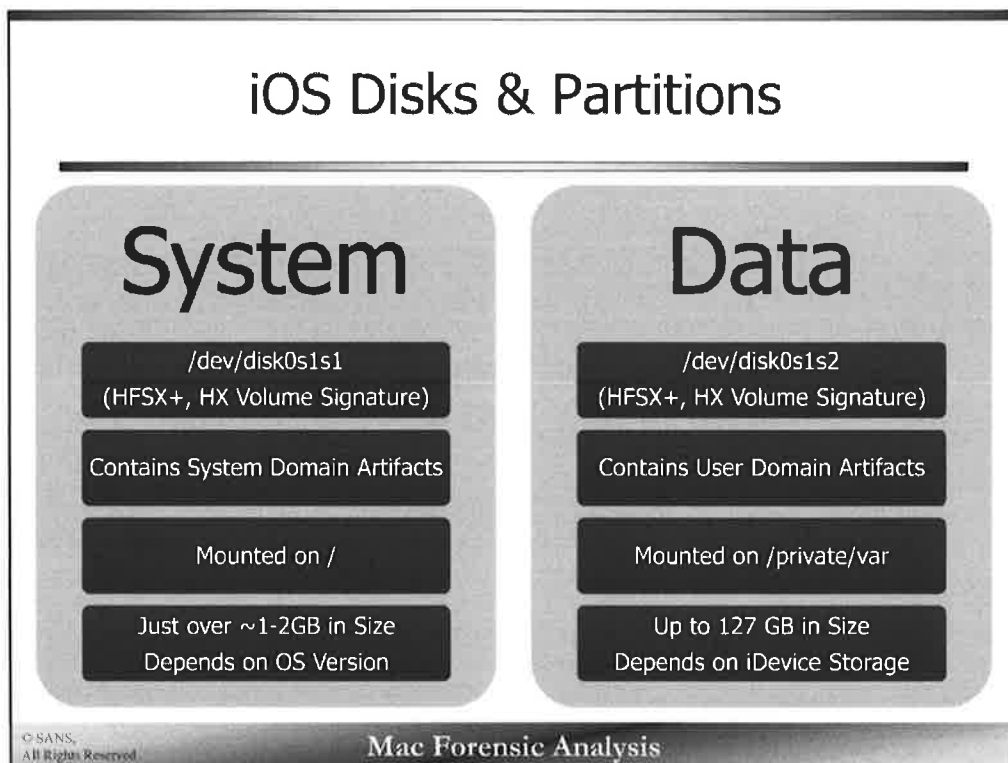 iOS Disks & Partitions
System
/dev/disk0s1s1
(HFSX+, HX Volume Signature)
Contains System Domain Artifacts
Mounted on /
Just over ~1-2GB in Size
Depends on OS Version
Data
/dev/disk0s1s2
(HFSX+, HX Volume Signature)
Contains User Domain Artifacts
Mounted on /private/var
Up to 127 GB in Size
Depends on iDevice Storage
© SANS,
All Rights Reserved
Mac Forensic Analysis